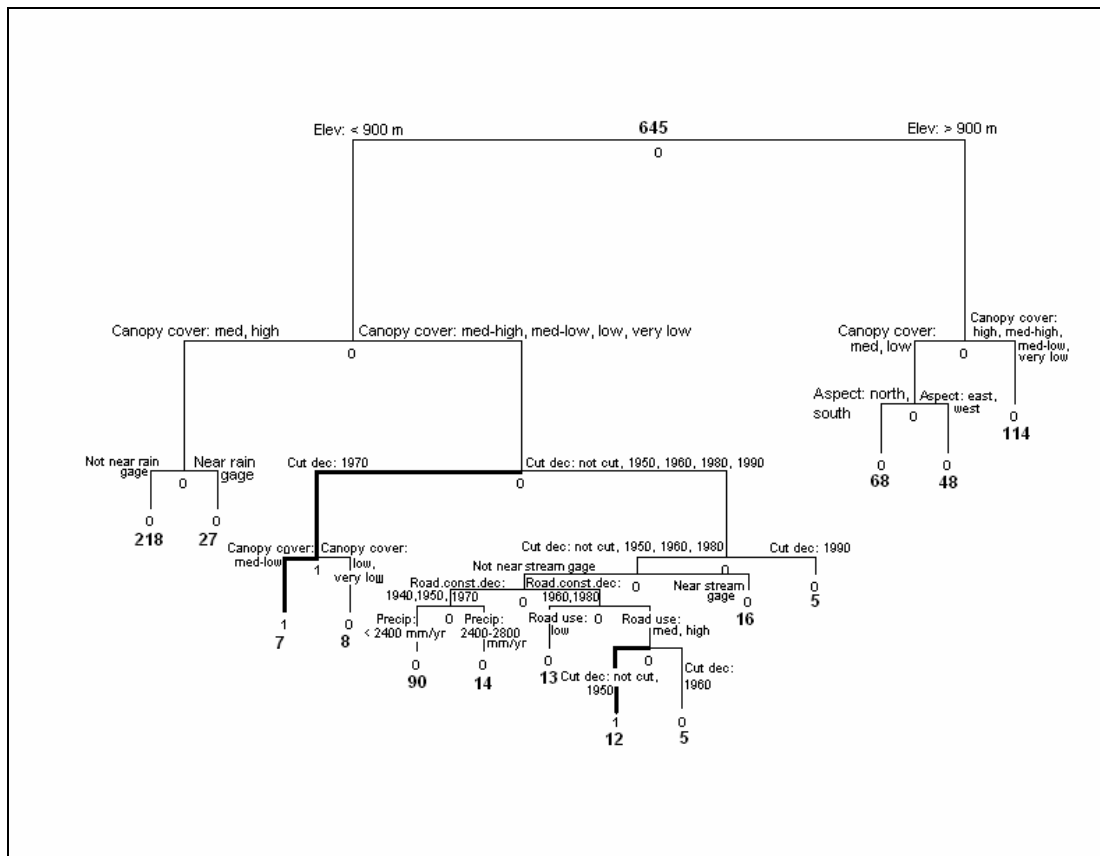 645
Elev: < 900 m
Elev: > 900 m
0
Canopy cover: med, high
Canopy cover: med-high, med-low, low, very low
0
Canopy cover:
med, low
Canopy cover:
high, med-high,
med-low,
very low
0
Aspect: north,
south
Aspect: east,
west
0
0
114
0
68
0
48
Not near rain
gage
Near rain
gage
0
0
218
0
27
Cut dec: 1970
Cut dec: not cut, 1950, 1960, 1980, 1990
0
Canopy cover:
med-low
Canopy cover:
low,
very low
1
1
7
0
8
Cut dec: not cut, 1950, 1960, 1980
Cut dec: 1990
0
0
5
Not near stream gage
Near stream
gage
0
0
16
Road.const.dec:
1940,1950, 1970
Road.const.dec:
1960,1980
0
Precip:
< 2400 mm/yr
Precip:
2400-2800
mm/yr
0
0
90
0
14
Road use:
low
Road use:
med, high
0
0
13
Cut dec: not cut,
1950
Cut dec:
1960
0
1
12
0
5